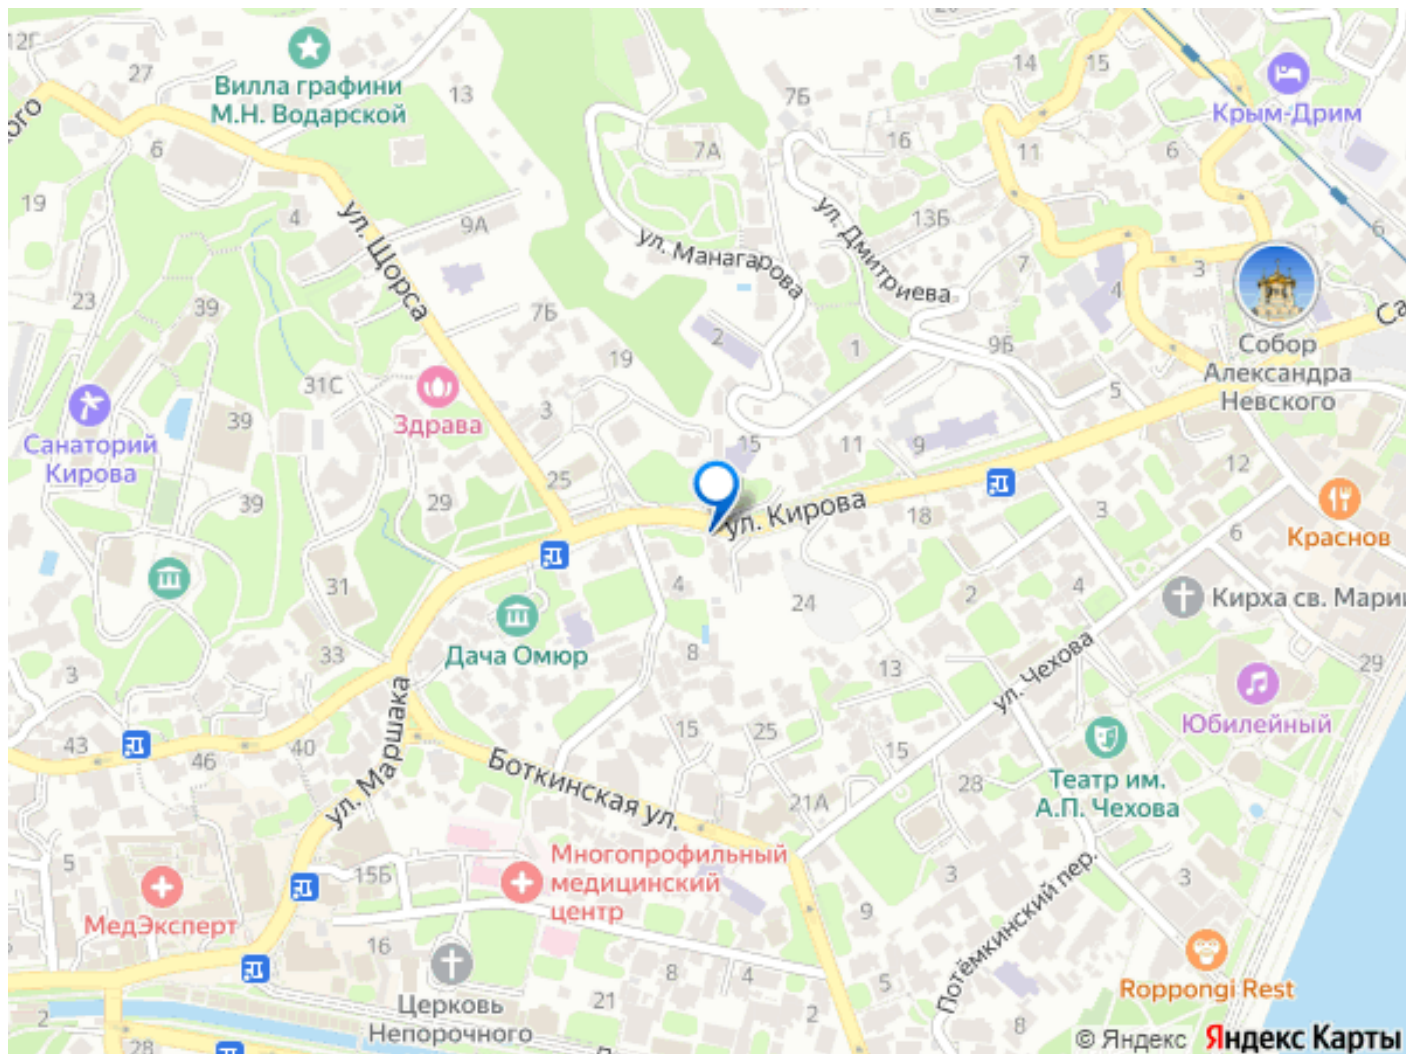 12Г
27
Вилла графини
М.Н. Водарской
13
7Б
14
15
Крым-Дрим
ого
6
7А
16
11
6
19
4
9А
ул. Щорса
ул. Манагарова
ул. Дмитриева
13Б
7
3
4
6
23
39
7Б
2
1
9Б
Са
Собор
Александра
Невского
19
31С
Здрава
3
5
39
Санаторий
Кирова
15
11
9
12
25
39
29
ул. Кирова
18
3
6
Краснов
31
4
24
2
4
Кирха св. Марии
Дача Омюр
33
8
13
ул. Чехова
29
3
Юбилейный
43
46
40
ул. Маршака
Боткинская ул.
15
25
15
28
Театр им.
А.П. Чехова
21А
5
15Б
Многопрофильный
медицинский
центр
3
3
Потёмкинский пер.
МедЭксперт
9
16
8
4
5
Roppongi Rest
Церковь
Непорочного
21
2
8
2
28
© Яндекс Яндекс Карты